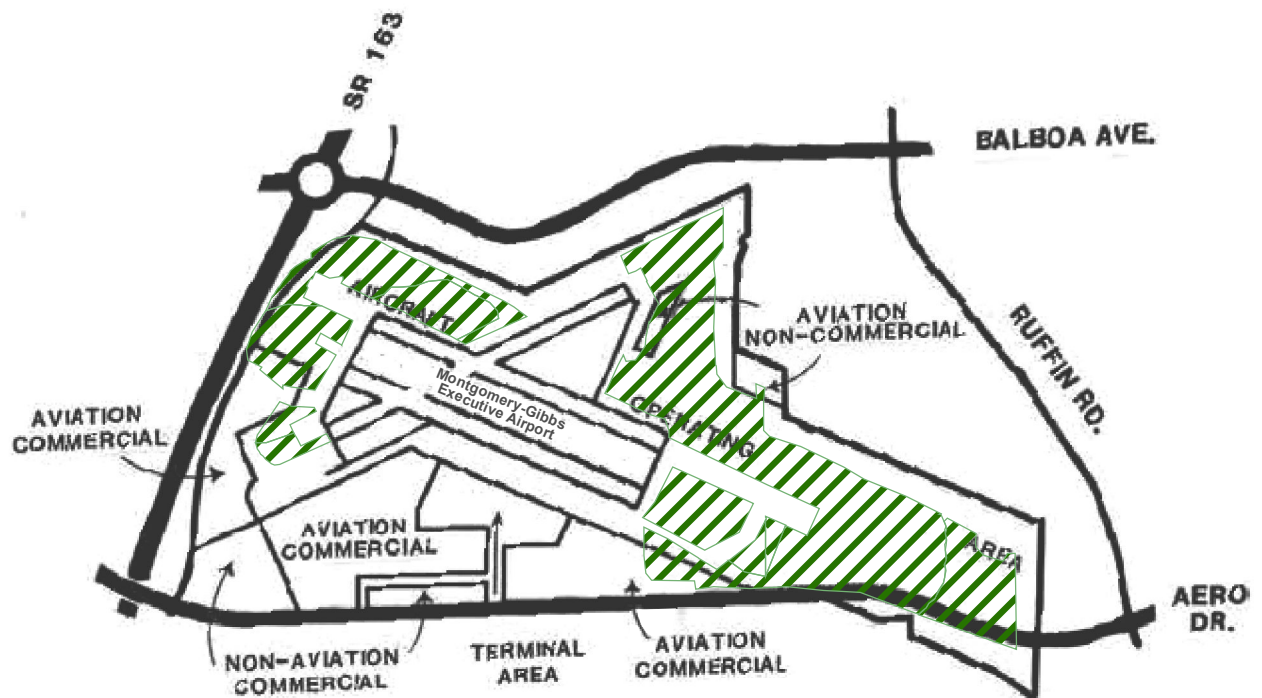 SR 163
BALBOA AVE.
AIRCRAFT
AVIATION
NON-COMMERCIAL
RUFFIN RD.
Montgomery-Gibbs
Executive Airport
OPERATING
AVIATION
COMMERCIAL
AVIATION
COMMERCIAL
AREA
AERO
DR.
NON-AVIATION
COMMERCIAL
TERMINAL
AREA
AVIATION
COMMERCIAL